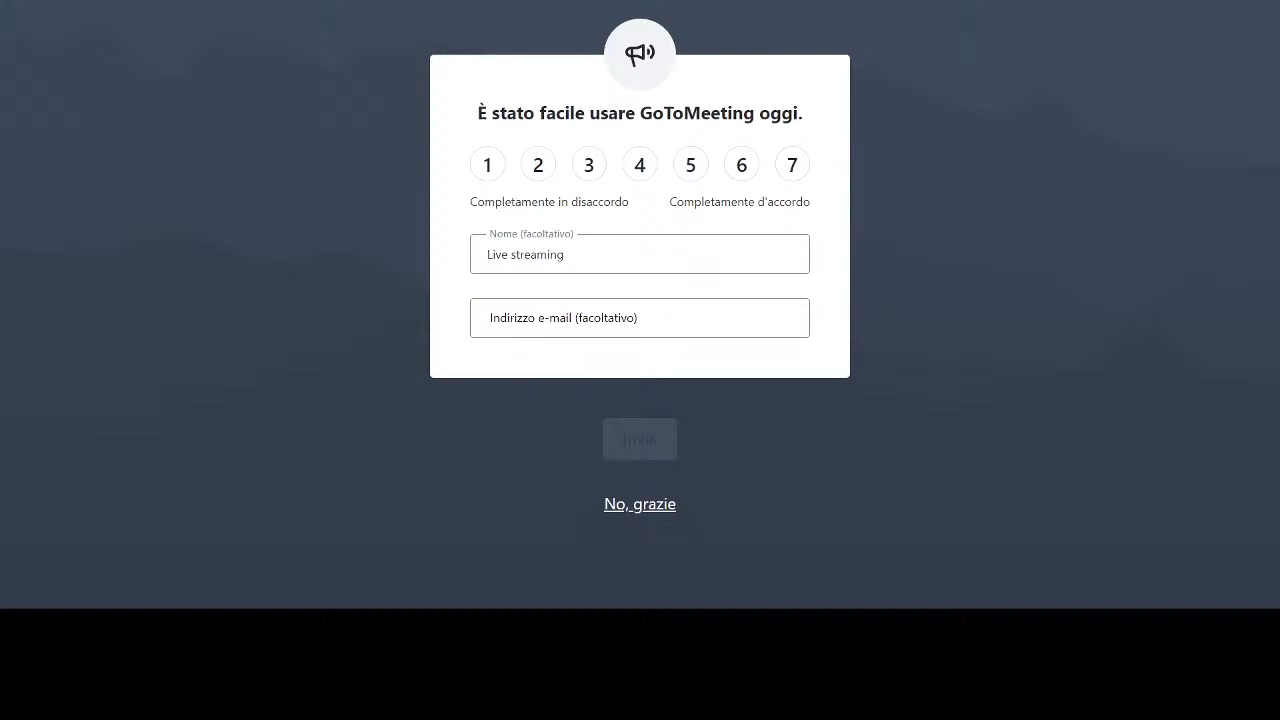 È stato facile usare GoToMeeting oggi.
1 2 3 4 5 6 7
Completamente in disaccordo Completamente d'accordo
Nome (facoltativo)
Live streaming
Indirizzo e-mail (facoltativo)
Invia
No, grazie